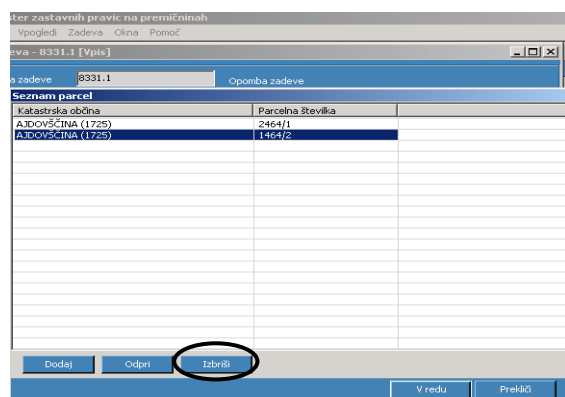 ster zastavnih pravic na premičninah
Vpogledi Zadeva Okna Pomoč
eva - 8331.1 [Vpis]
a zadeve 8331.1 Opomba zadeve
Seznam parcel
Katastrska občina Parcelna številka
AJDOVŠČINA (1725) 2464/1
AJDOVŠČINA (1725) 1464/2
Dodaj Odpri Izbriši
V redu Prekliči